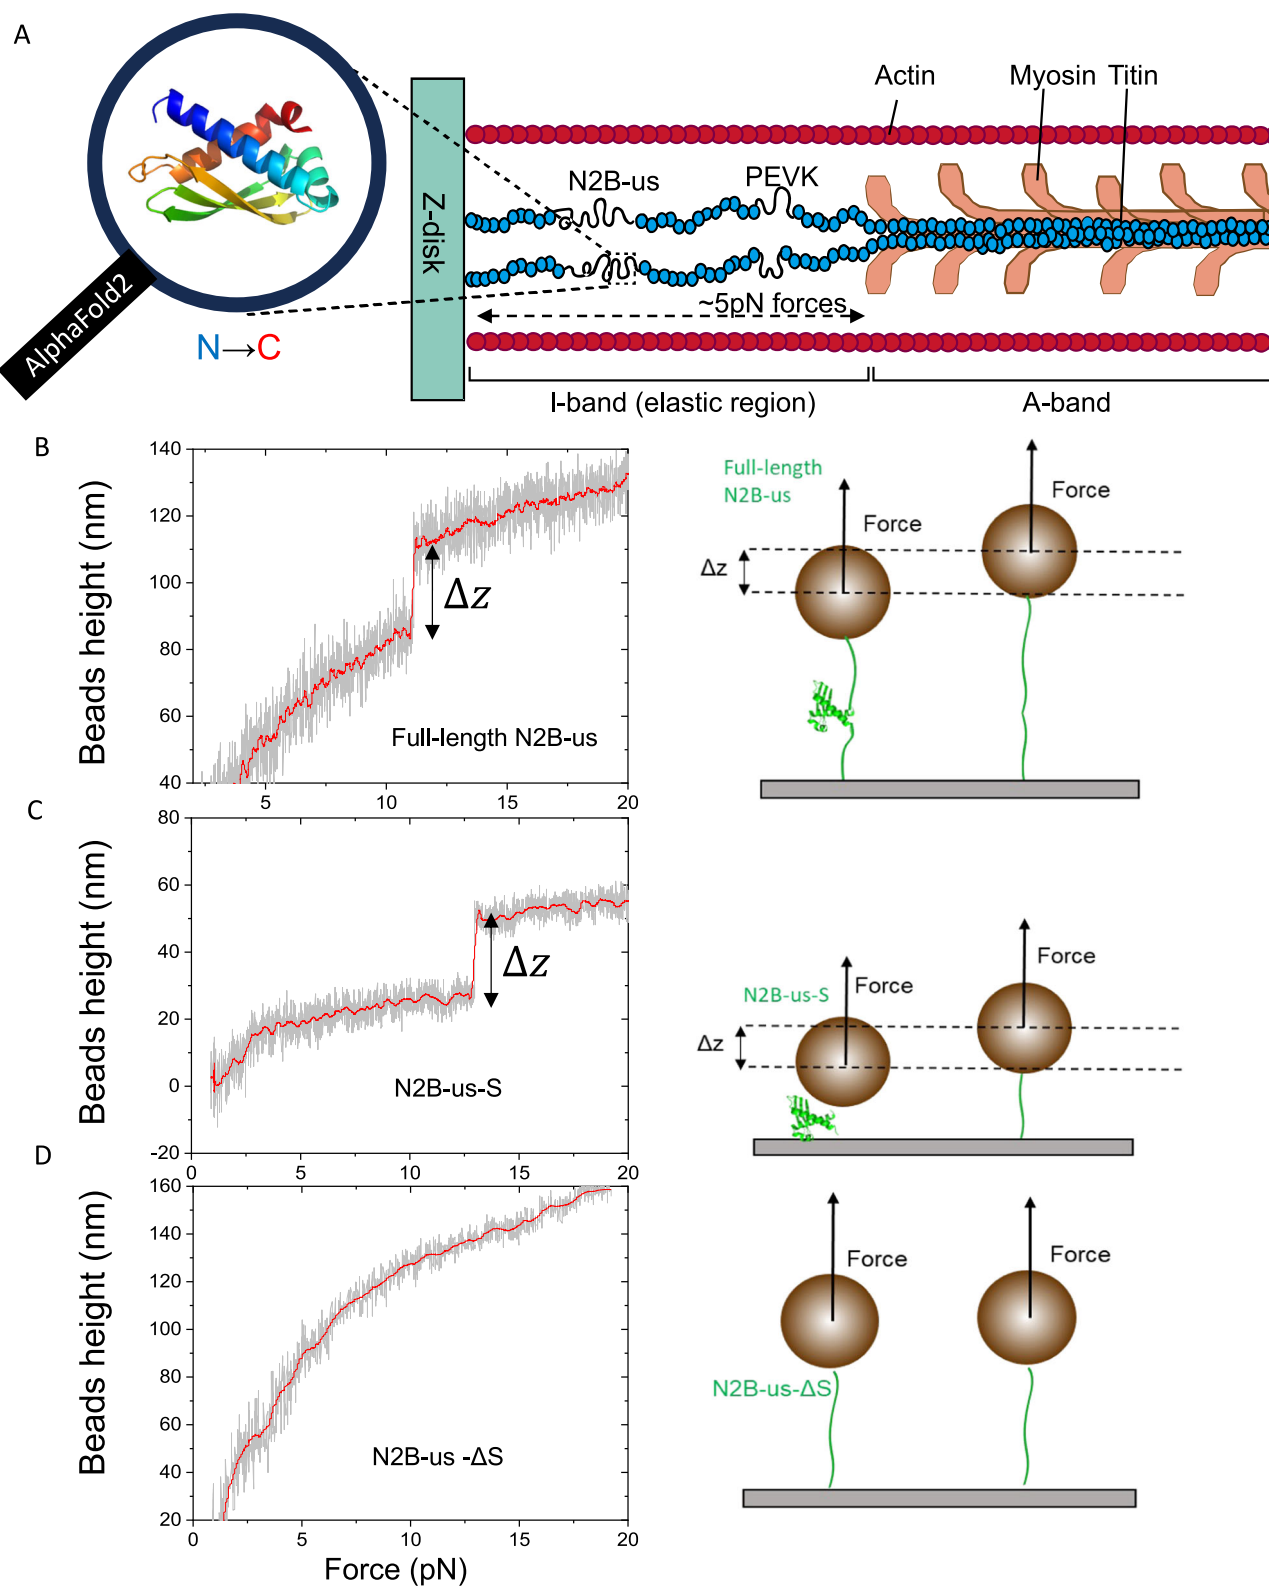 A
Actin
Myosin
Titin
N2B-us
PEVK
Z-disk
AlphaFold2
~5pN forces
N→C
I-band (elastic region)
A-band
B
140
120
100
80
60
40
Beads height (nm)
Δz
Full-length N2B-us
5
10
15
20
Full-length
N2B-us
Force
Force
Δz
C
80
60
40
20
0
-20
Beads height (nm)
Δz
N2B-us-S
0
5
10
15
20
N2B-us-S
Force
Force
Δz
D
160
140
120
100
80
60
40
20
Beads height (nm)
N2B-us -ΔS
0
5
10
15
20
Force (pN)
Force
Force
N2B-us-ΔS